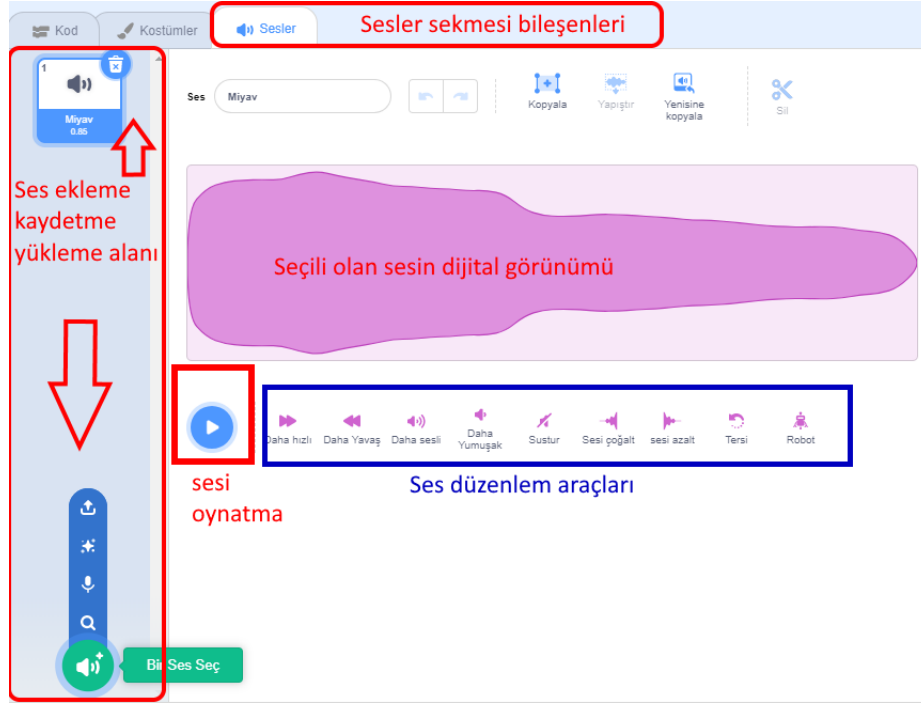 Kod
Kostümler
Sesler
Sesler sekmesi bileşenleri
1
Miyav
0.85
Ses ekleme
kaydetme
yükleme alanı
Ses
Miyav
Kopyala
Yapıştır
Yenisine
kopyala
Sil
Seçili olan sesin dijital görünümü
Daha hızlı
Daha Yavaş
Daha sesli
Daha
Yumuşak
Sustur
Sesi çoğalt
sesi azalt
Tersi
Robot
sesi
oynatma
Ses düzenlem araçları
Bir Ses Seç